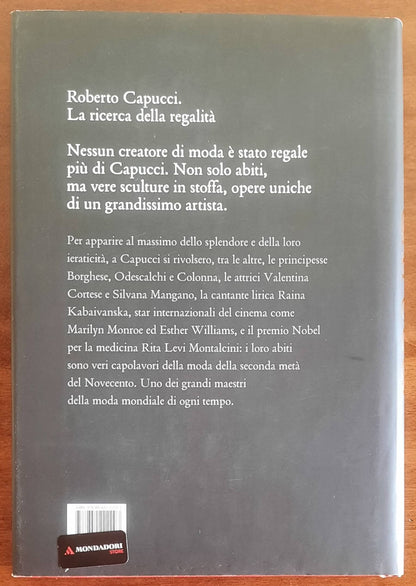 Roberto Capucci.
La ricerca della regalità
Nessun creatore di moda è stato regale
più di Capucci. Non solo abiti,
ma vere sculture in stoffa, opere uniche
di un grandissimo artista.
Per apparire al massimo dello splendore e della loro
ieraticità, a Capucci si rivolsero, tra le altre, le principesse
Borghese, Odescalchi e Colonna, le attrici Valentina
Cortese e Silvana Mangano, la cantante lirica Raina
Kabaivanska, star internazionali del cinema come
Marilyn Monroe ed Esther Williams, e il premio Nobel
per la medicina Rita Levi Montalcini: i loro abiti
sono veri capolavori della moda della seconda metà
del Novecento. Uno dei grandi maestri
della moda mondiale di ogni tempo.
MONDADORI
STORE